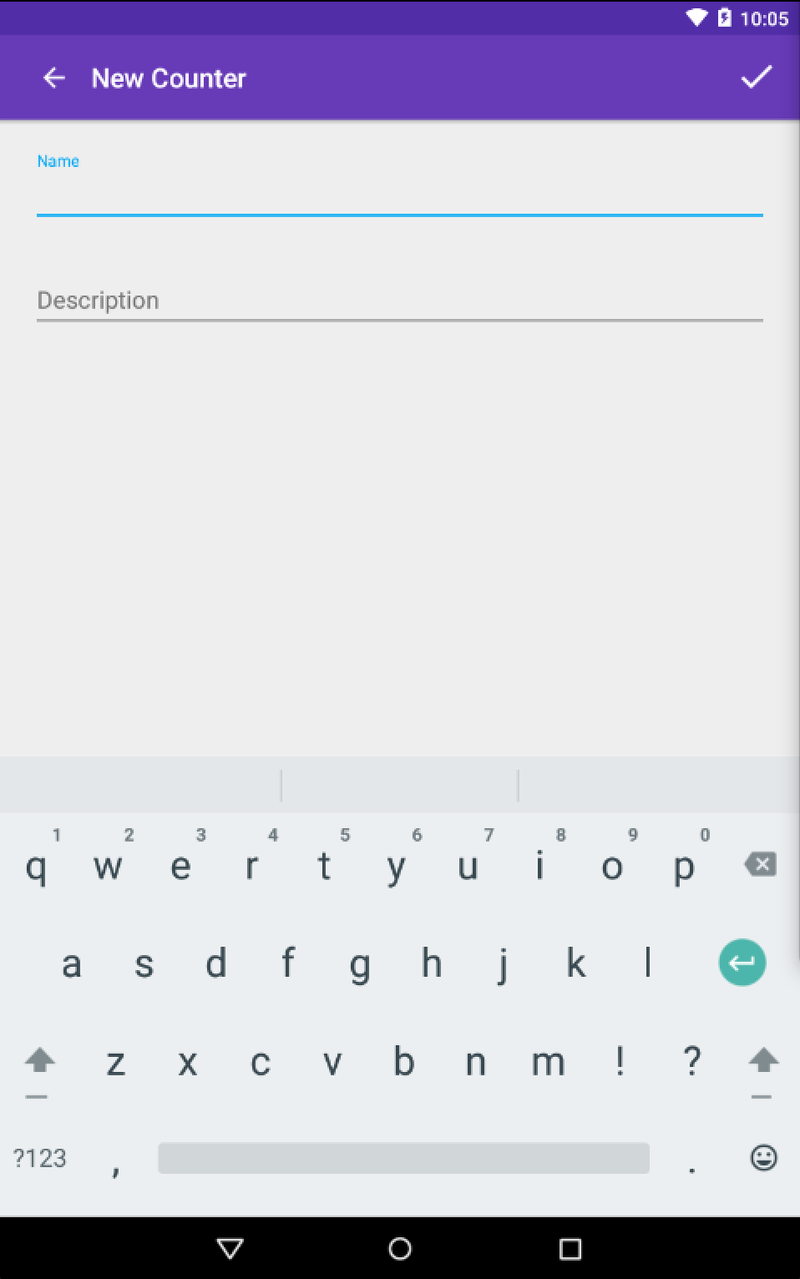 10:05
New Counter
Name
Description
1 2 3 4 5 6 7 8 9 0
q w e r t y u i o p
a s d f g h j k l
z x c v b n m ! ?
?123 , .